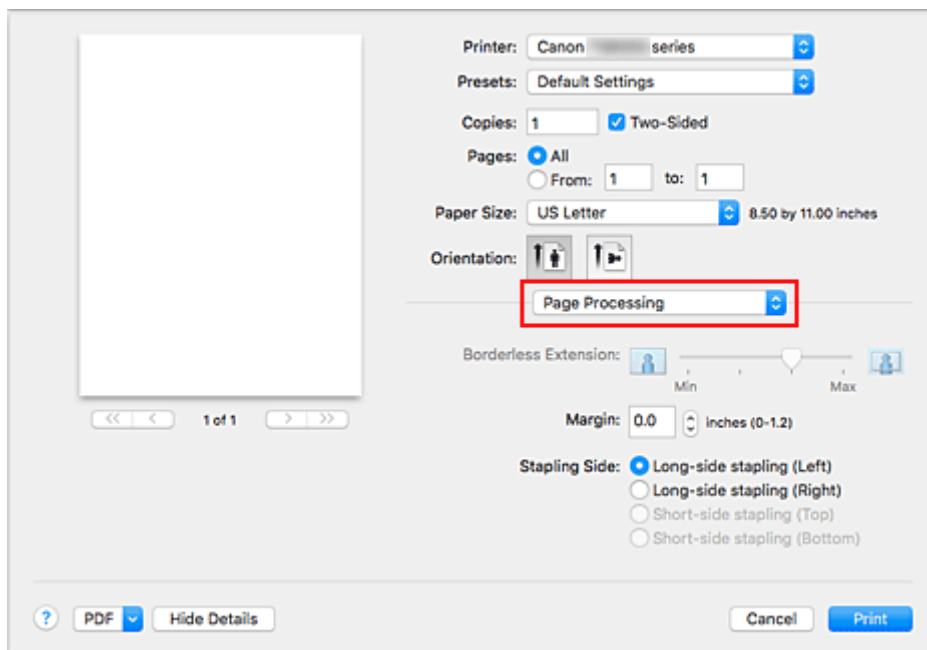 Printer: Canon series
Presets: Default Settings
Copies: 1 Two-Sided
Pages: All
From: 1 to: 1
Paper Size: US Letter 8.50 by 11.00 inches
Orientation:
Page Processing
Borderless Extension:
Min Max
<< < 1 of 1 > >>
Margin: 0.0 inches (0-1.2)
Stapling Side: Long-side stapling (Left)
Long-side stapling (Right)
Short-side stapling (Top)
Short-side stapling (Bottom)
? PDF Hide Details Cancel Print